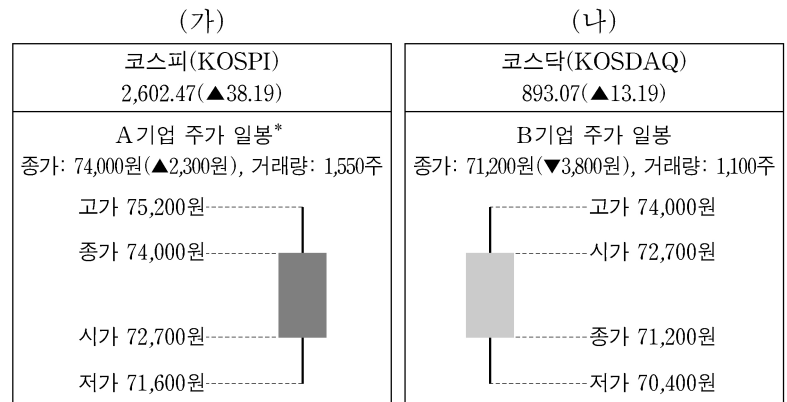 (가)
코스피(KOSPI)
2,602.47(▲38.19)
A기업 주가 일봉*
종가: 74,000원(▲2,300원), 거래량: 1,550주
고가 75,200원
종가 74,000원
시가 72,700원
저가 71,600원
(나)
코스닥(KOSDAQ)
893.07(▲13.19)
B기업 주가 일봉
종가: 71,200원(▼3,800원), 거래량: 1,100주
고가 74,000원
시가 72,700원
종가 71,200원
저가 70,400원